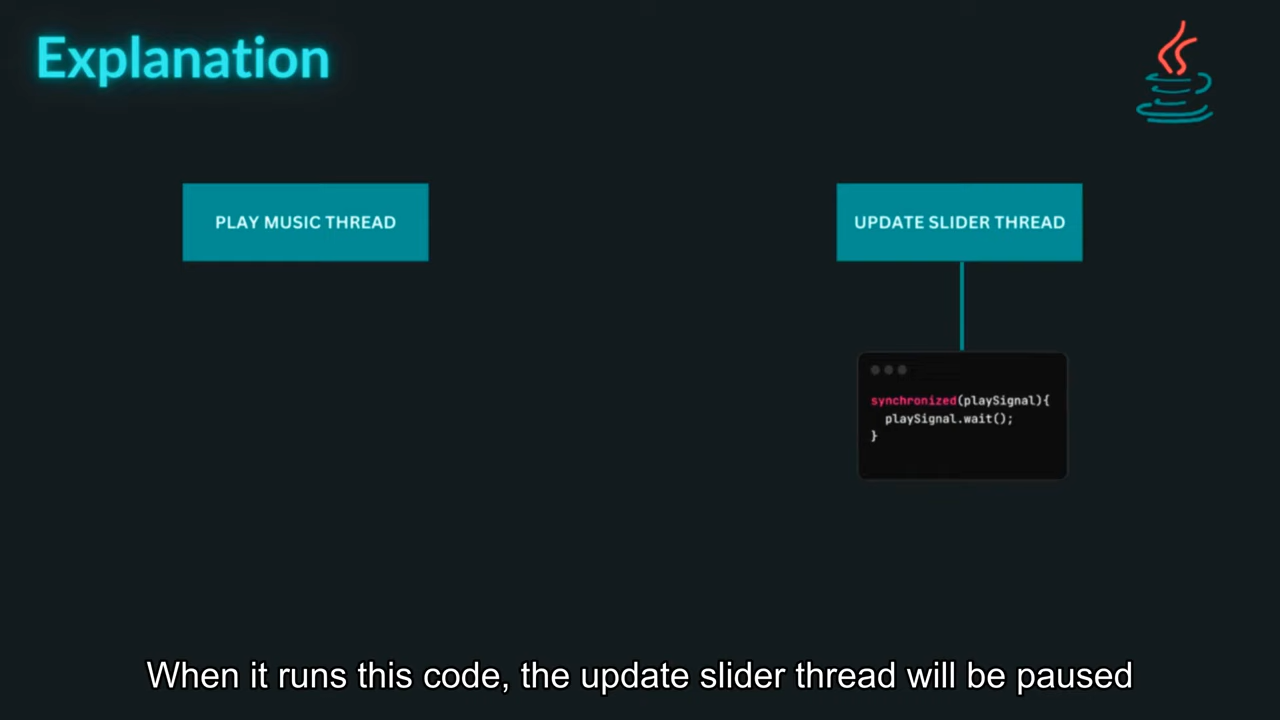 Explanation
PLAY MUSIC THREAD
UPDATE SLIDER THREAD
synchronized(playSignal){
playSignal.wait();
}
When it runs this code, the update slider thread will be paused